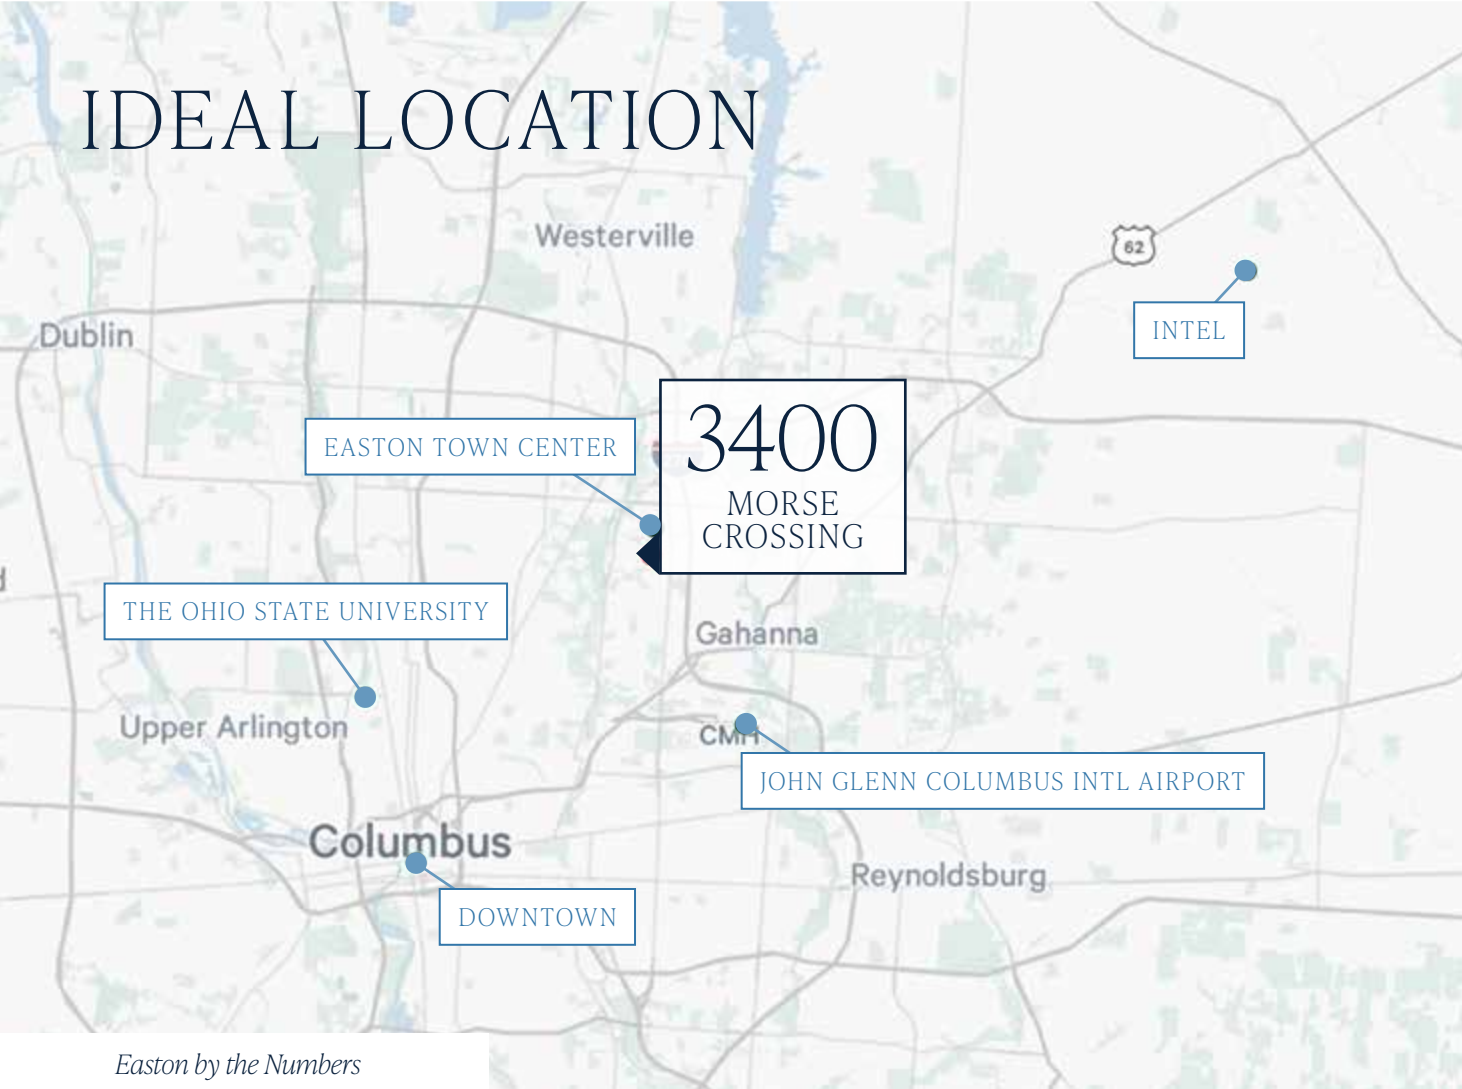 IDEAL LOCATION
Westerville
62
INTEL
Dublin
3400
MORSE
CROSSING
EASTON TOWN CENTER
THE OHIO STATE UNIVERSITY
Gahanna
Upper Arlington
CMH
JOHN GLENN COLUMBUS INTL AIRPORT
Columbus
Reynoldsburg
DOWNTOWN
Easton by the Numbers